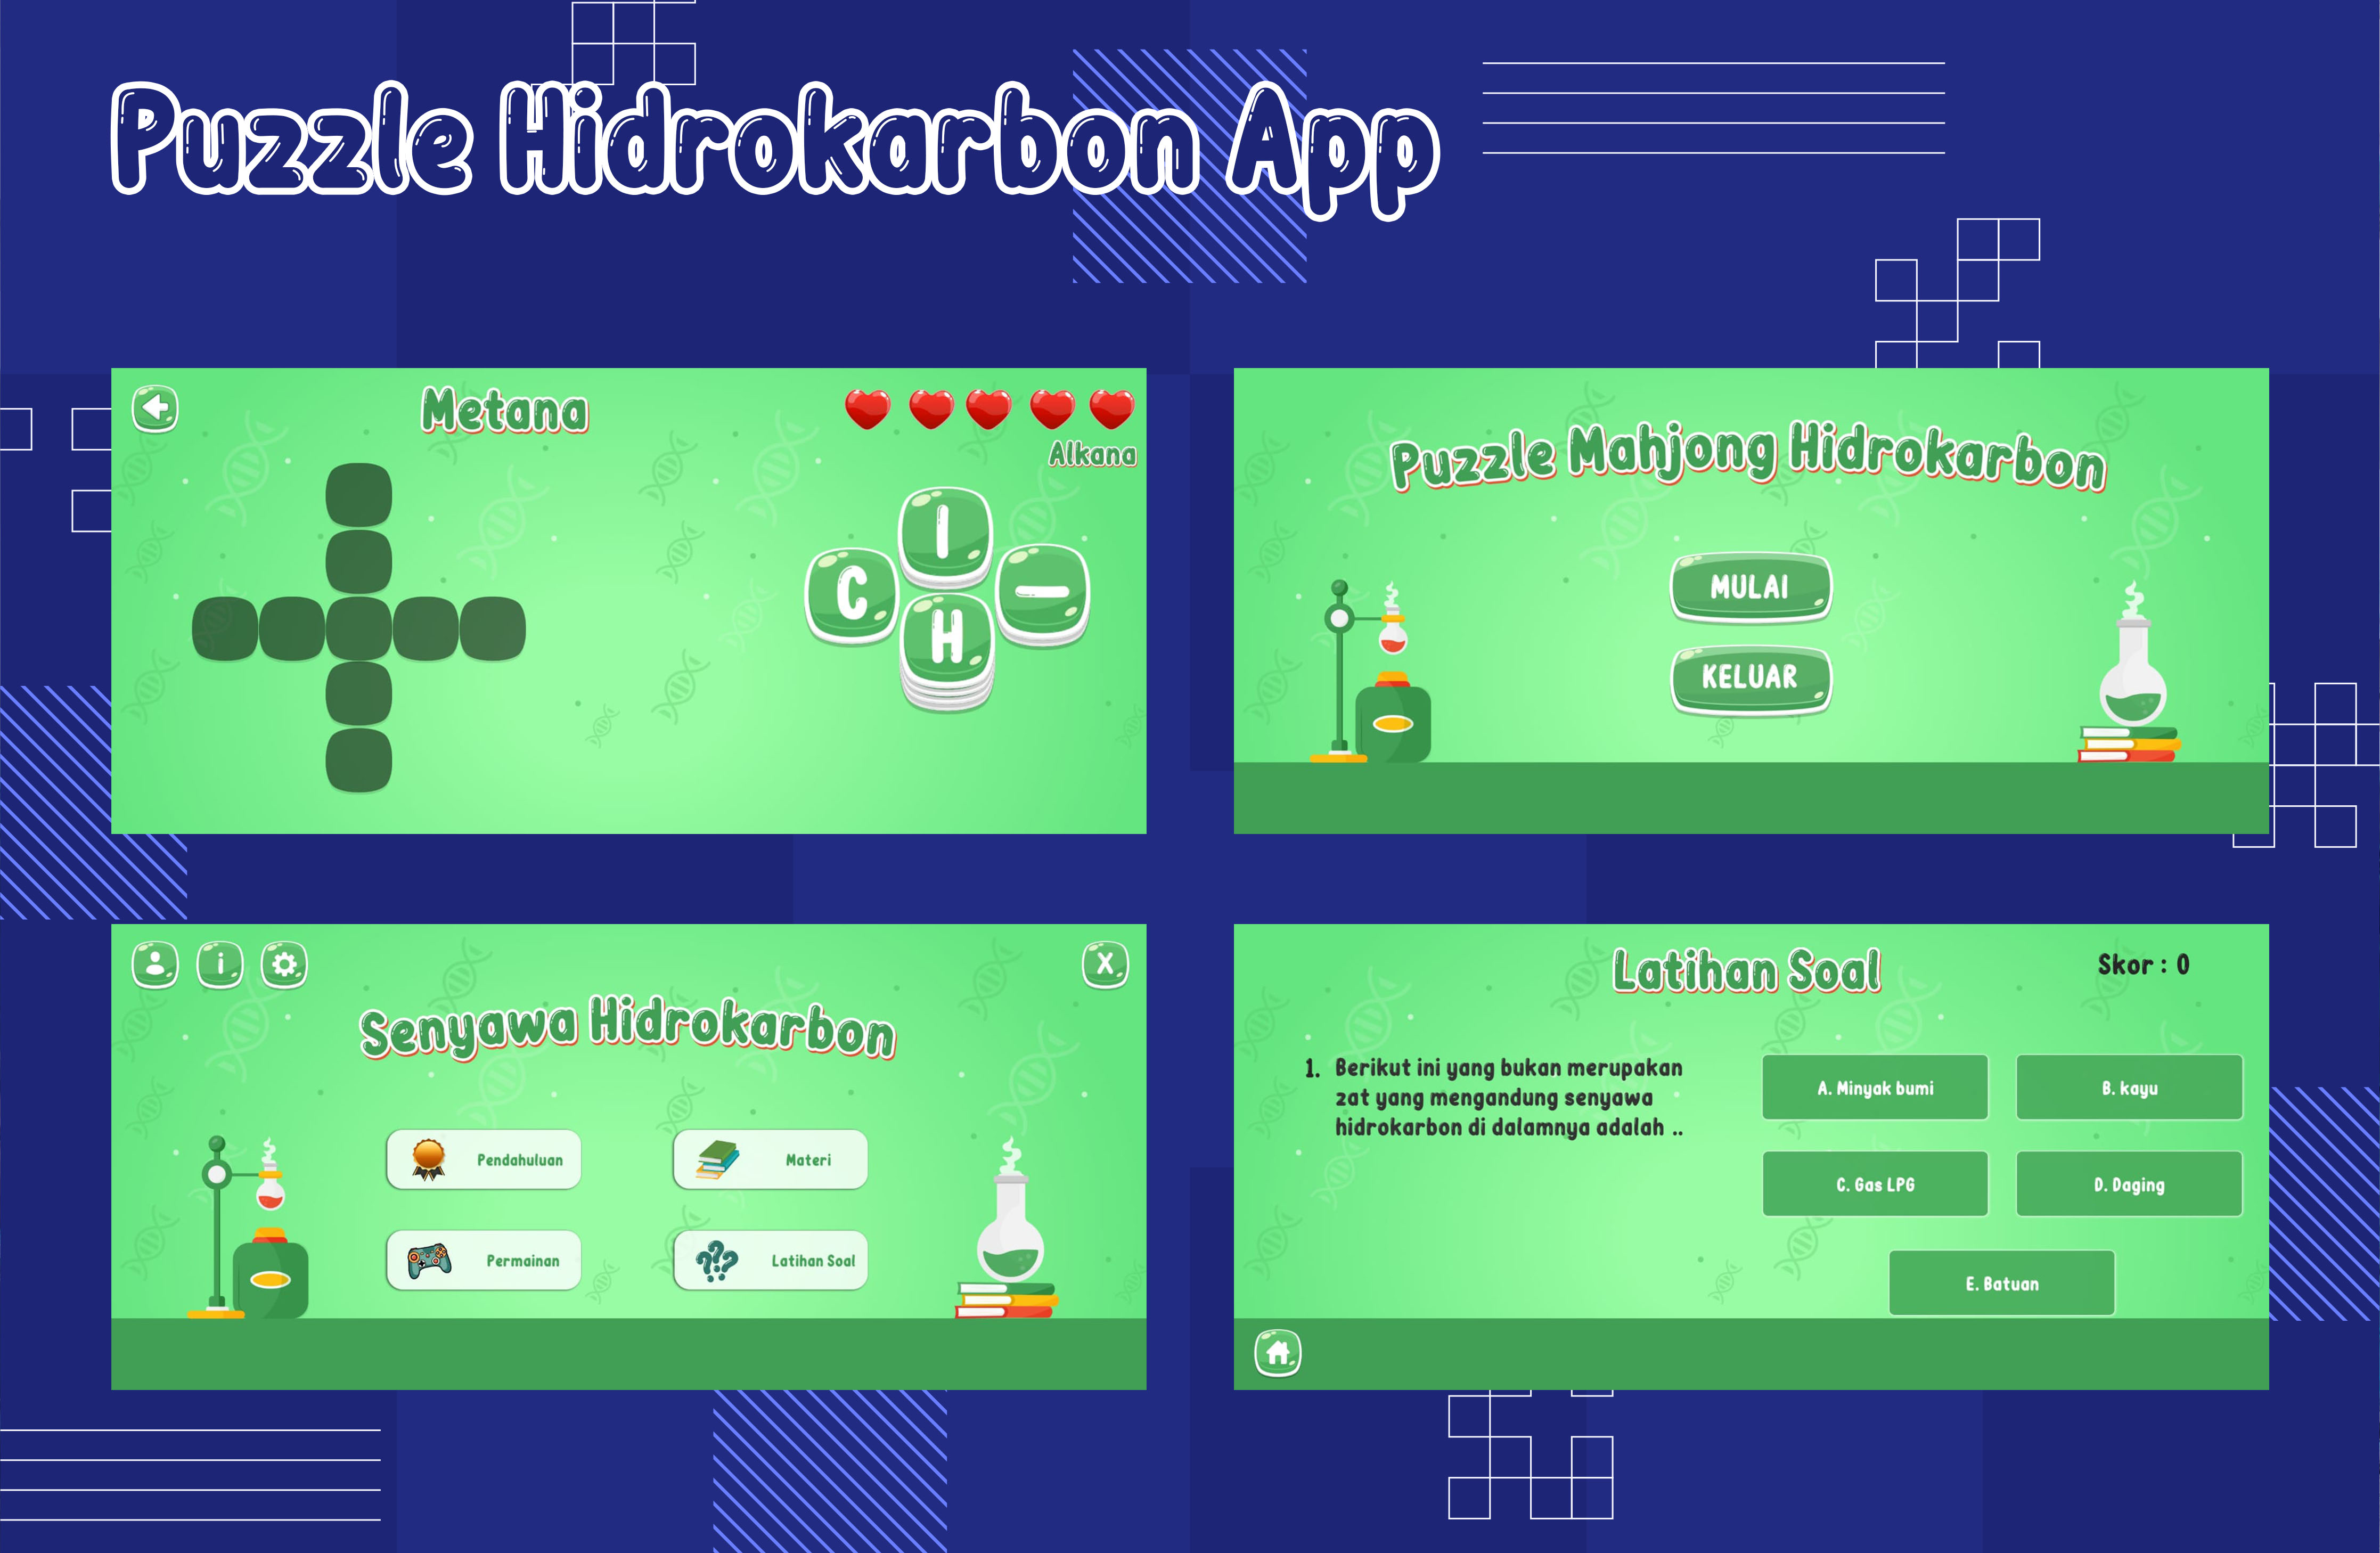 Puzzle Hidrokarbon App
Metana
Alkana
I
C
–
H
Puzzle Mahjong Hidrokarbon
MULAI
KELUAR
i
X
Senyawa Hidrokarbon
Pendahuluan
Materi
Permainan
Latihan Soal
Latihan Soal
Skor : 0
1. Berikut ini yang bukan merupakan
zat yang mengandung senyawa
hidrokarbon di dalamnya adalah ..
A. Minyak bumi
B. kayu
C. Gas LPG
D. Daging
E. Batuan